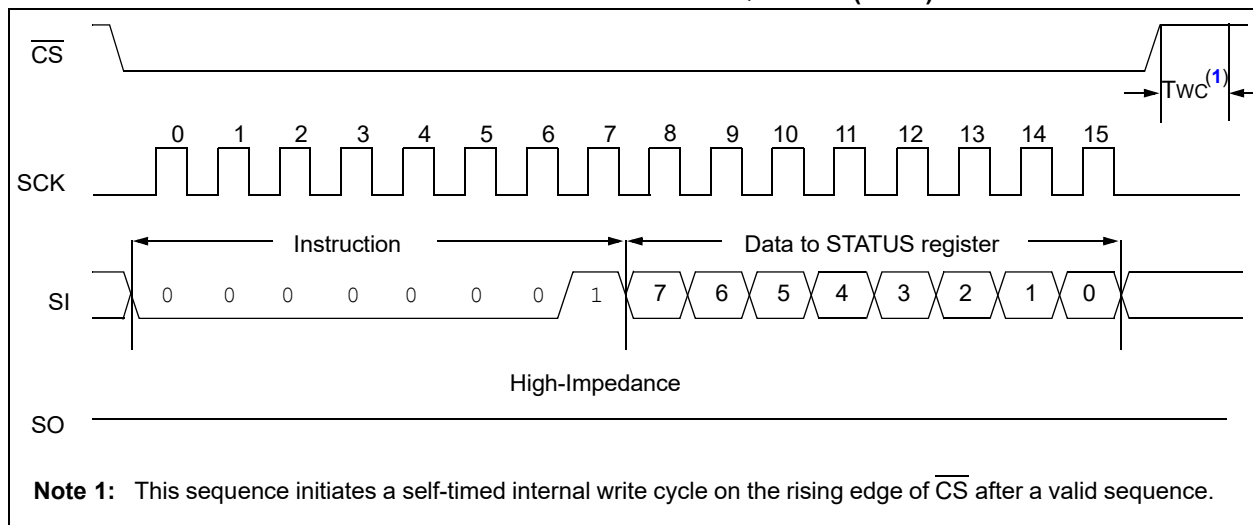 CS
TWC(1)
0 1 2 3 4 5 6 7 8 9 10 11 12 13 14 15
SCK
Instruction Data to STATUS register
SI 0 0 0 0 0 0 0 1 7 6 5 4 3 2 1 0
High-Impedance
SO
Note 1: This sequence initiates a self-timed internal write cycle on the rising edge of CS after a valid sequence.